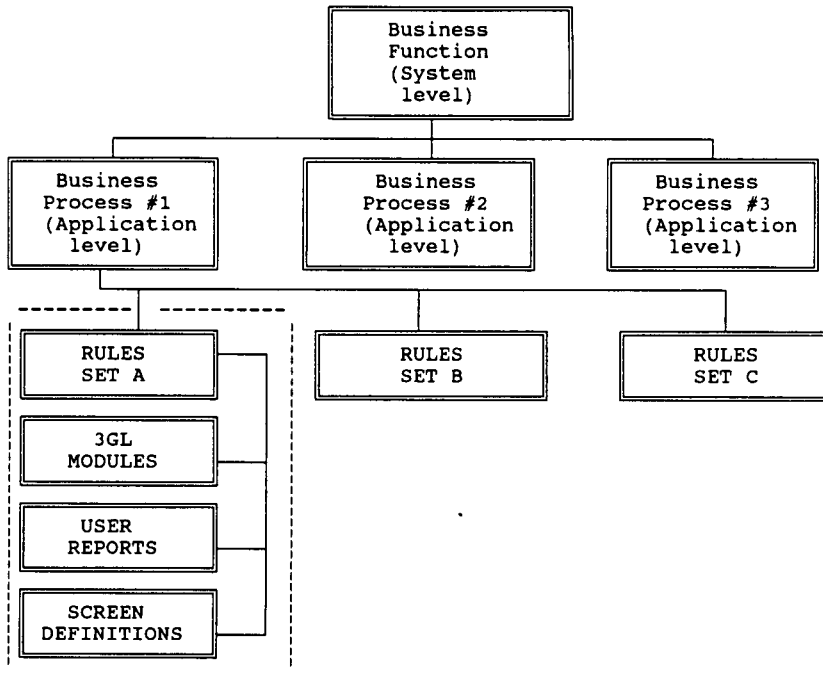 Business
Function
(System
level)
Business
Process #1
(Application
level)
Business
Process #2
(Application
level)
Business
Process #3
(Application
level)
RULES
SET A
RULES
SET B
RULES
SET C
3GL
MODULES
USER
REPORTS
SCREEN
DEFINITIONS